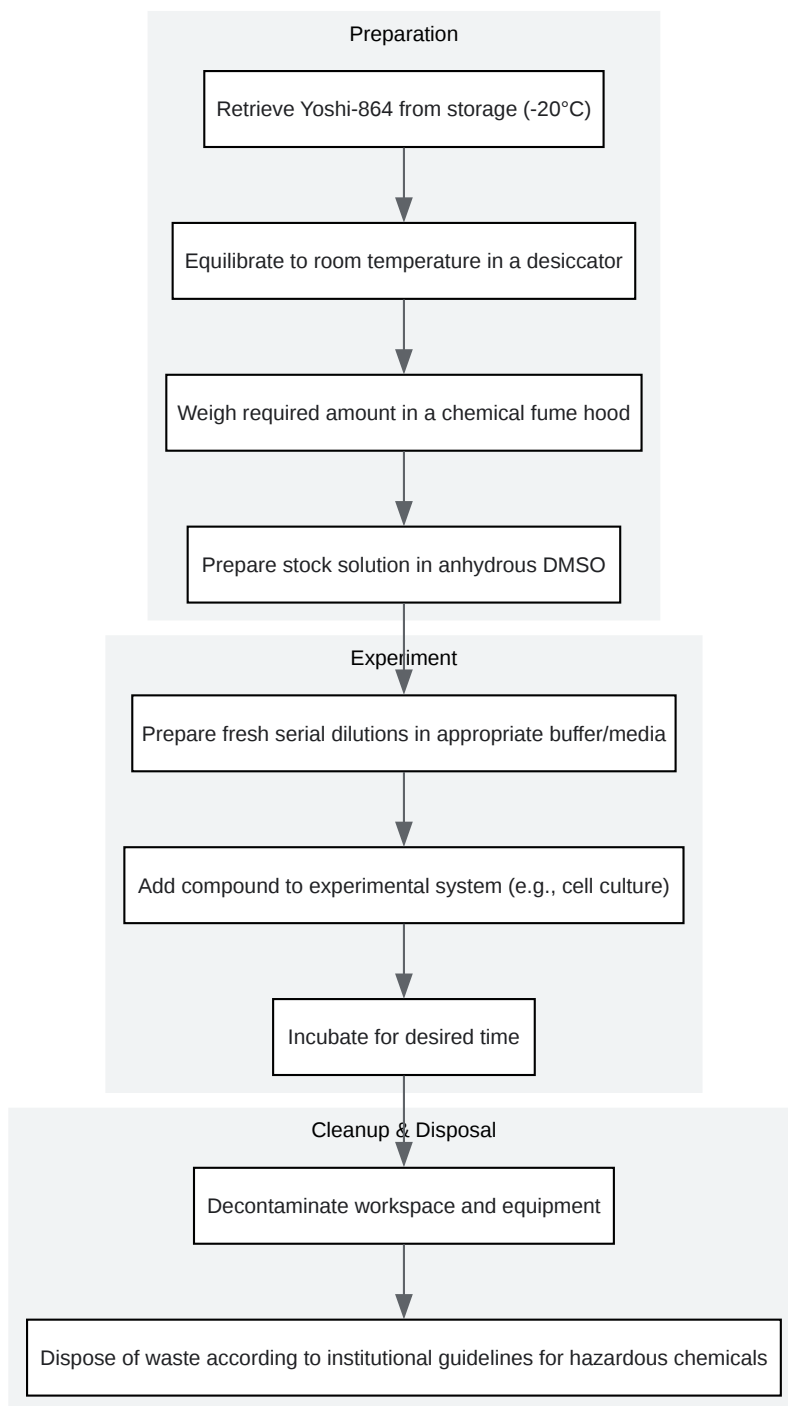 Preparation
Retrieve Yoshi-864 from storage (-20°C)
Equilibrate to room temperature in a desiccator
Weigh required amount in a chemical fume hood
Prepare stock solution in anhydrous DMSO
Experiment
Prepare fresh serial dilutions in appropriate buffer/media
Add compound to experimental system (e.g., cell culture)
Incubate for desired time
Cleanup & Disposal
Decontaminate workspace and equipment
Dispose of waste according to institutional guidelines for hazardous chemicals